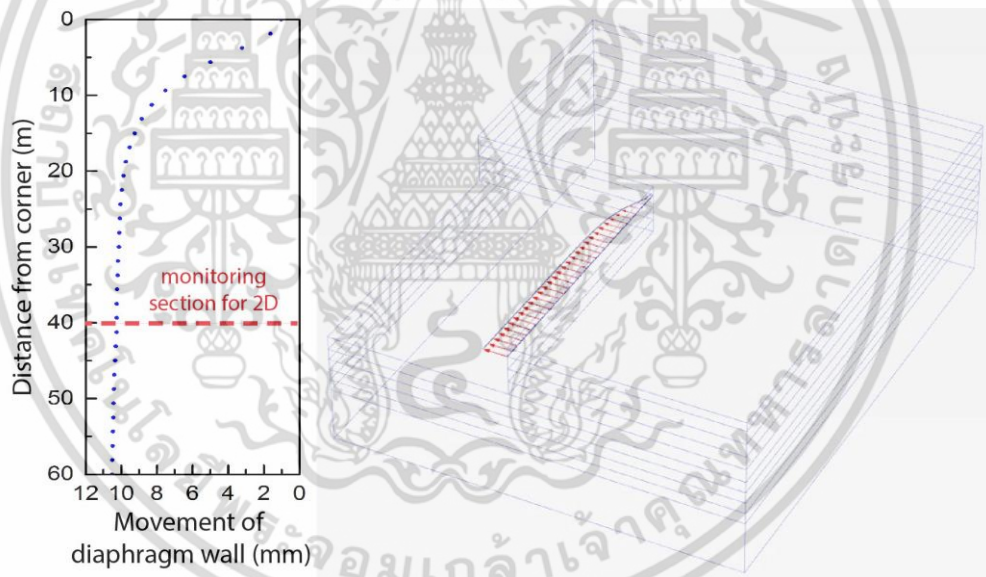 0
10
20
30
40
50
60
Distance from corner (m)
monitoring
section for 2D
12 10 8 6 4 2 0
Movement of
diaphragm wall (mm)